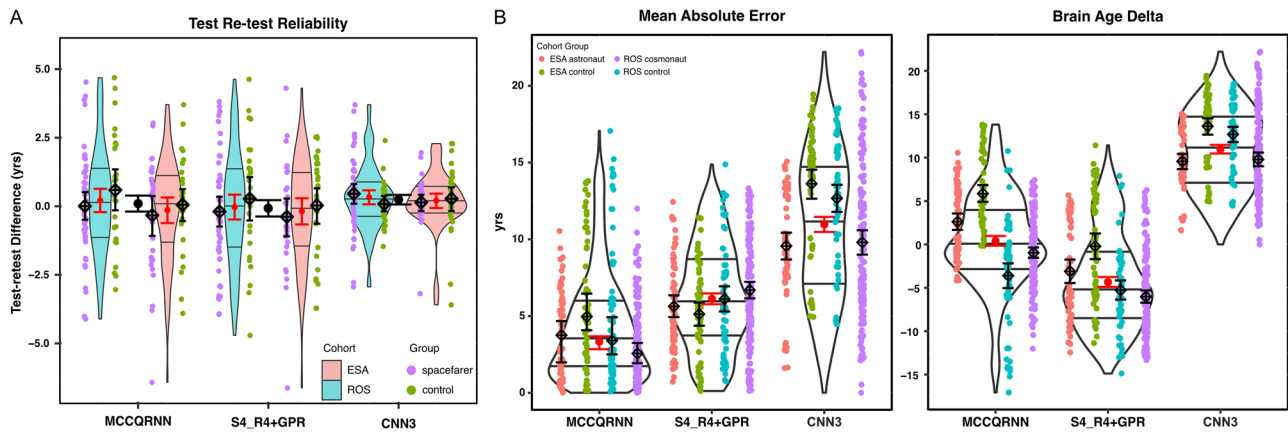 A
Test Re-test Reliability
Test-retest Difference (yrs)
5.0
2.5
0.0
−2.5
−5.0
MCCQRNN
S4_R4+GPR
CNN3
Cohort
ESA
ROS
Group
spacefarer
control
B
Mean Absolute Error
Cohort Group
ESA astronaut
ESA control
ROS cosmonaut
ROS control
yrs
20
15
10
5
0
MCCQRNN
S4_R4+GPR
CNN3
Brain Age Delta
20
15
10
5
0
−5
−10
−15
MCCQRNN
S4_R4+GPR
CNN3